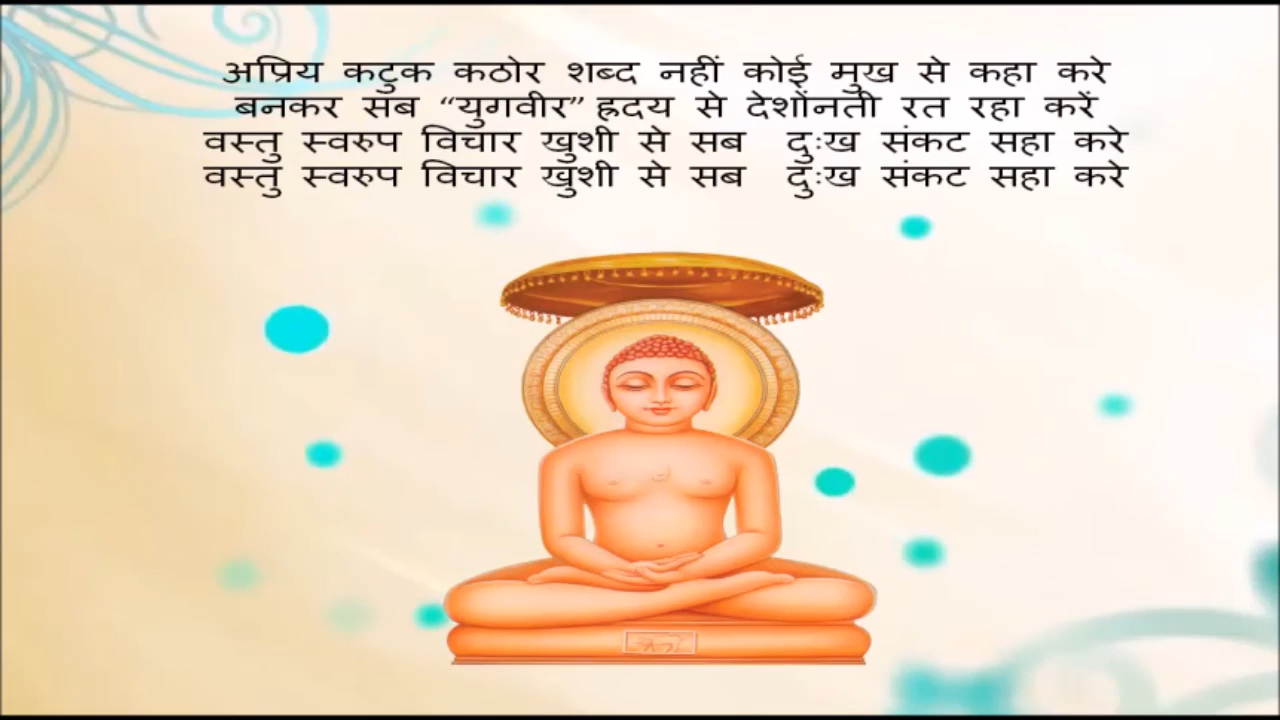 अप्रिय कटुक कठोर शब्द नहीं कोई मुख से कहा करे
बनकर सब “युगवीर” ह्रदय से देशोंनती रत रहा करें
वस्तु स्वरुप विचार खुशी से सब दुःख संकट सहा करे
वस्तु स्वरुप विचार खुशी से सब दुःख संकट सहा करे